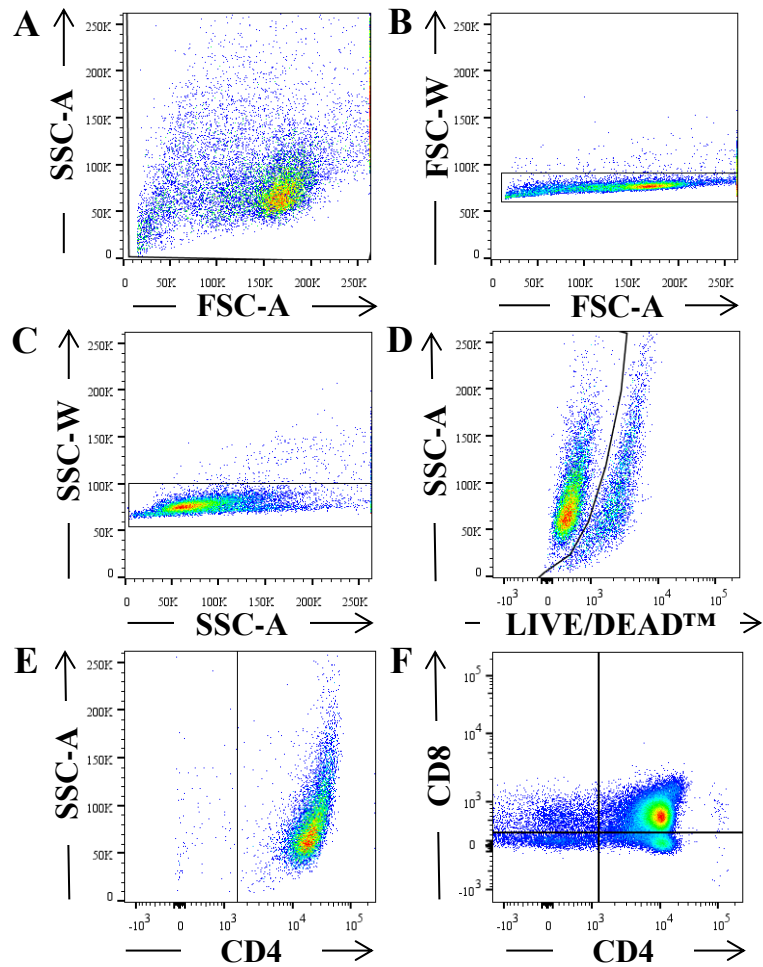 A
SSC-A
250K
200K
150K
100K
50K
0
0
50K
100K
150K
200K
250K
FSC-A
B
FSC-W
250K
200K
150K
100K
50K
0
0
50K
100K
150K
200K
250K
FSC-A
C
SSC-W
250K
200K
150K
100K
50K
0
0
50K
100K
150K
200K
250K
SSC-A
D
SSC-A
250K
200K
150K
100K
50K
0
-10³
0
10³
10⁴
10⁵
LIVE/DEAD™
E
SSC-A
250K
200K
150K
100K
50K
0
-10³
0
10³
10⁴
10⁵
CD4
F
CD8
10⁵
10⁴
10³
0
-10³
-10³
0
10³
10⁴
10⁵
CD4